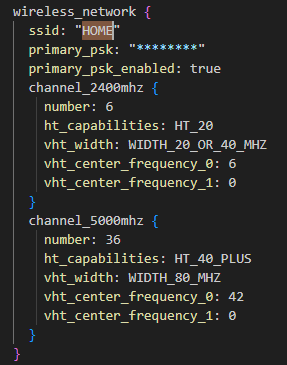 wireless_network {
  ssid: "HOME"
  primary_psk: "********"
  primary_psk_enabled: true
  channel_2400mhz {
    number: 6
    ht_capabilities: HT_20
    vht_width: WIDTH_20_OR_40_MHZ
    vht_center_frequency_0: 6
    vht_center_frequency_1: 0
  }
  channel_5000mhz {
    number: 36
    ht_capabilities: HT_40_PLUS
    vht_width: WIDTH_80_MHZ
    vht_center_frequency_0: 42
    vht_center_frequency_1: 0
  }
}